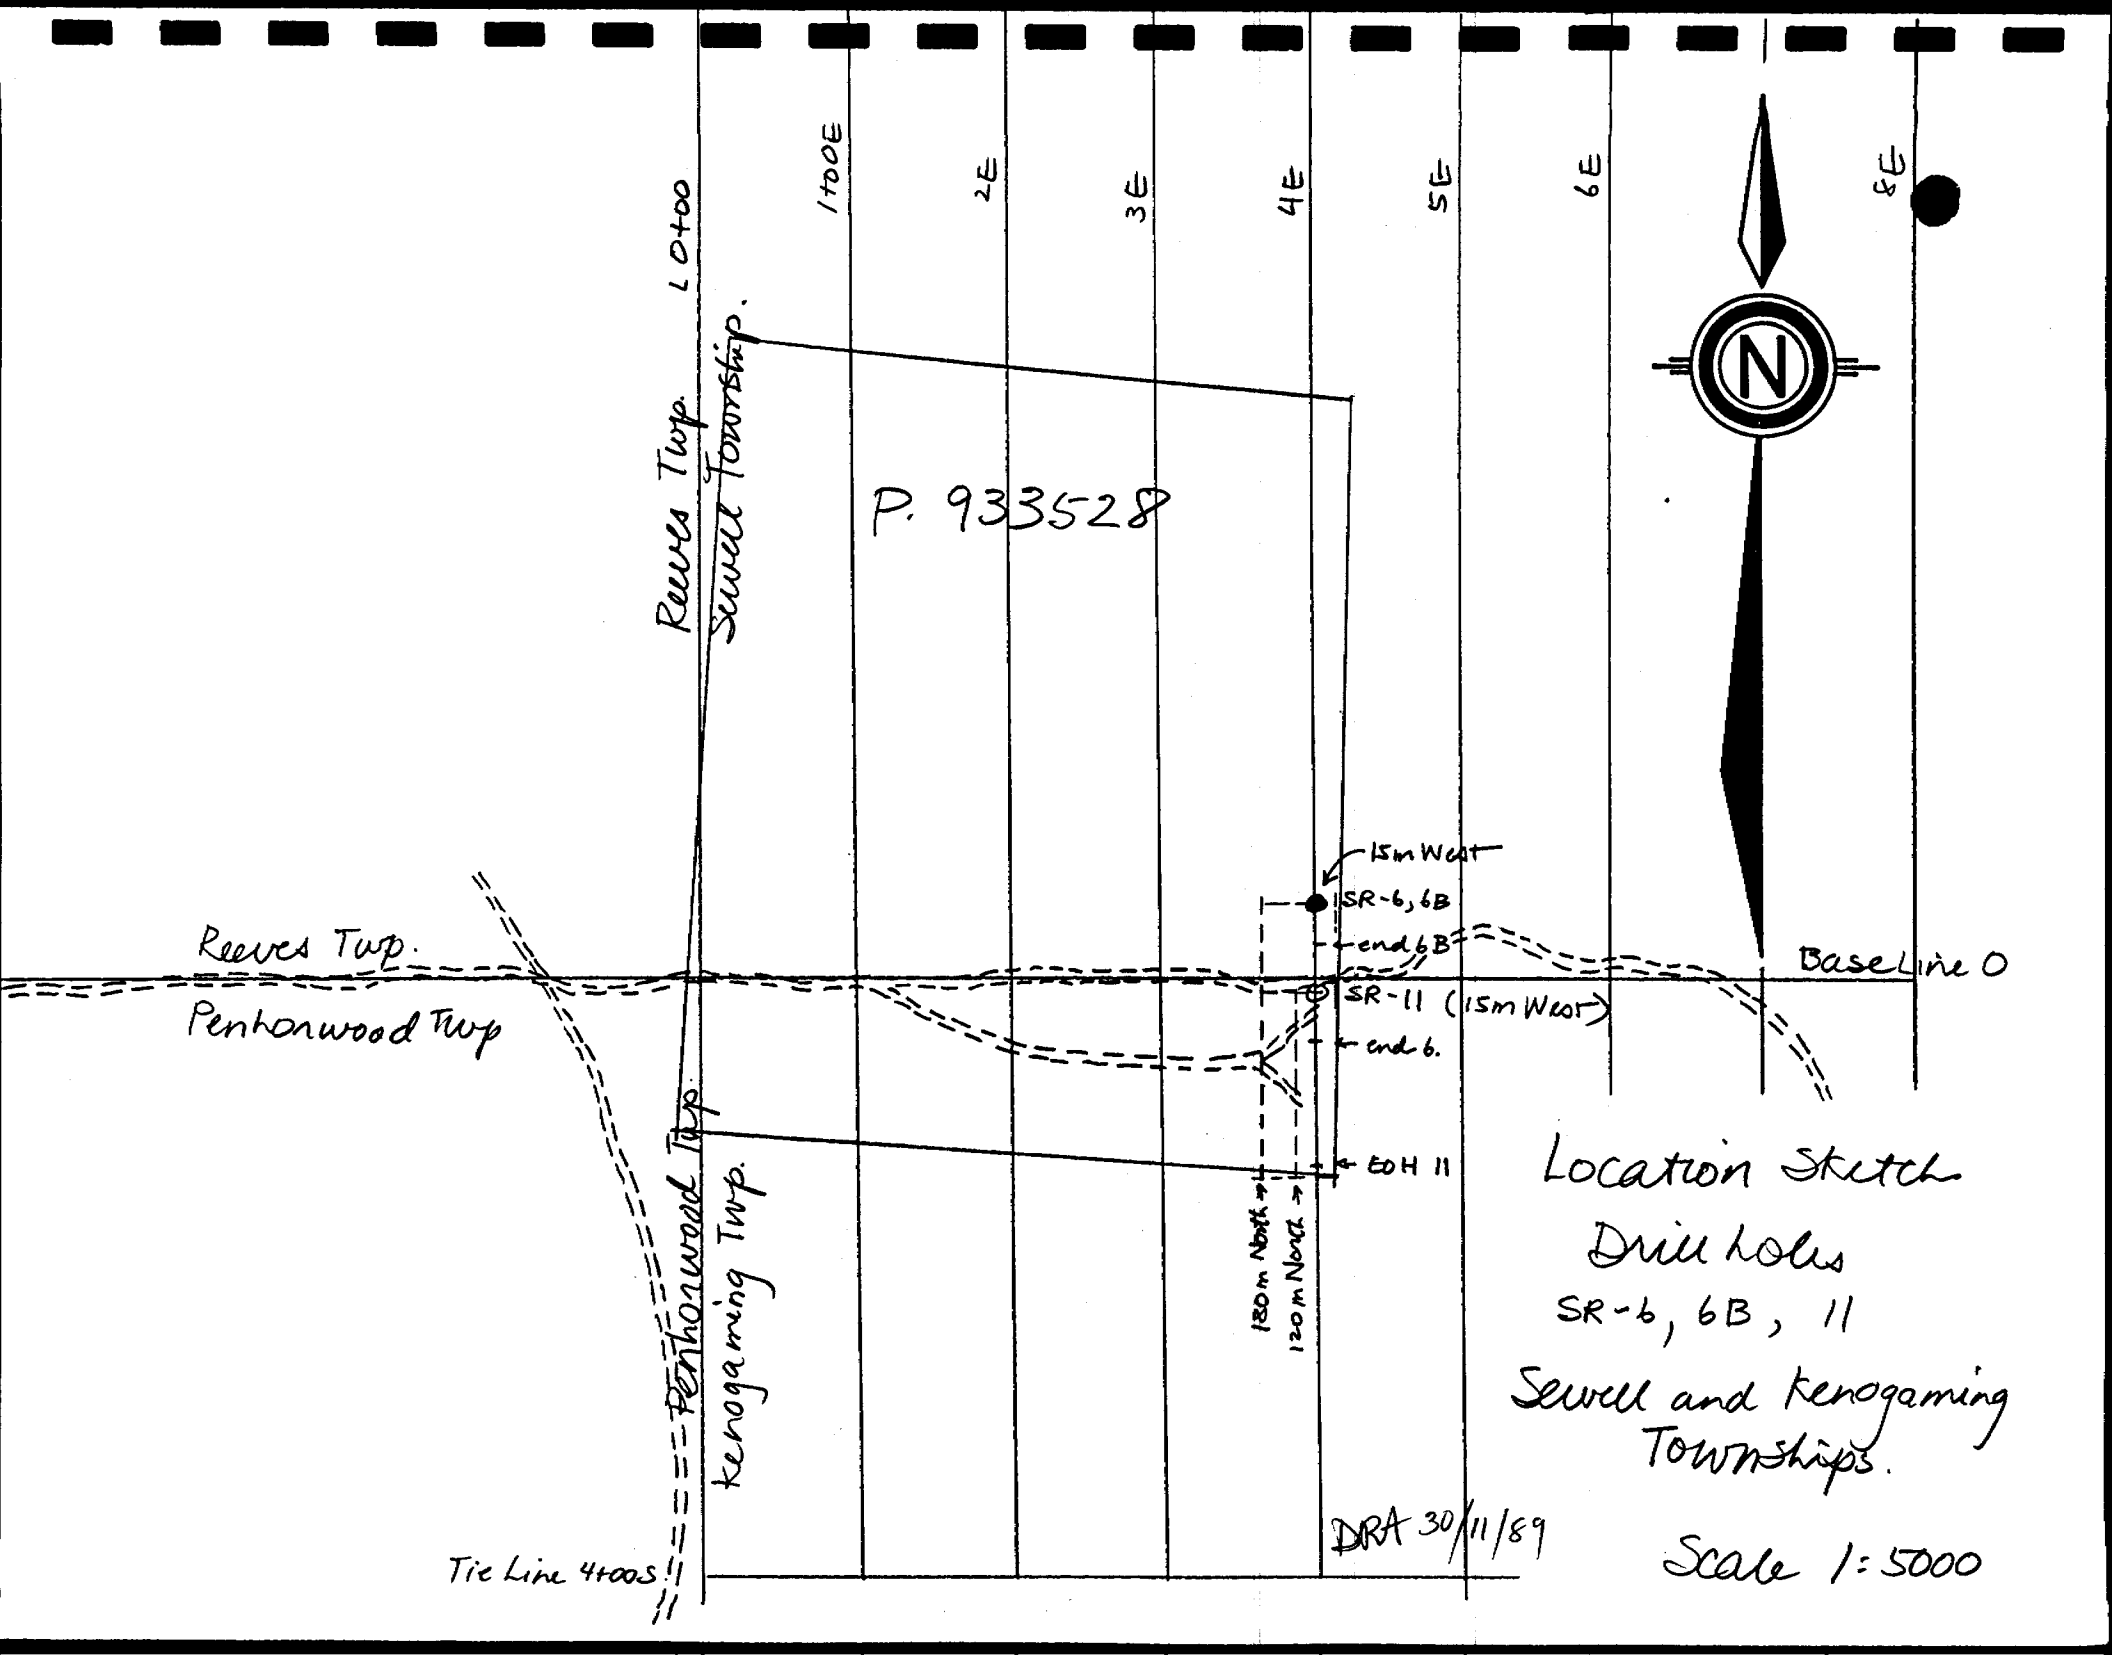 L 0+00
1+00E
2E
3E
4E
5E
6E
8E
N
Reeves Twp.
Sewell Township.
P. 933528
15m West
SR-6, 6B
end 6B
Reeves Twp.
Base Line 0
Penhorwood Twp
SR-11 (15m West)
end 6.
EOH 11
Penhorwood Twp
Kenogaming Twp.
180m North
120m North
Location Sketch
Drill holes
SR-6, 6B, 11
Sewell and Kenogaming
Townships.
DRA 30/11/89
Tie Line 4+00S
Scale 1:5000